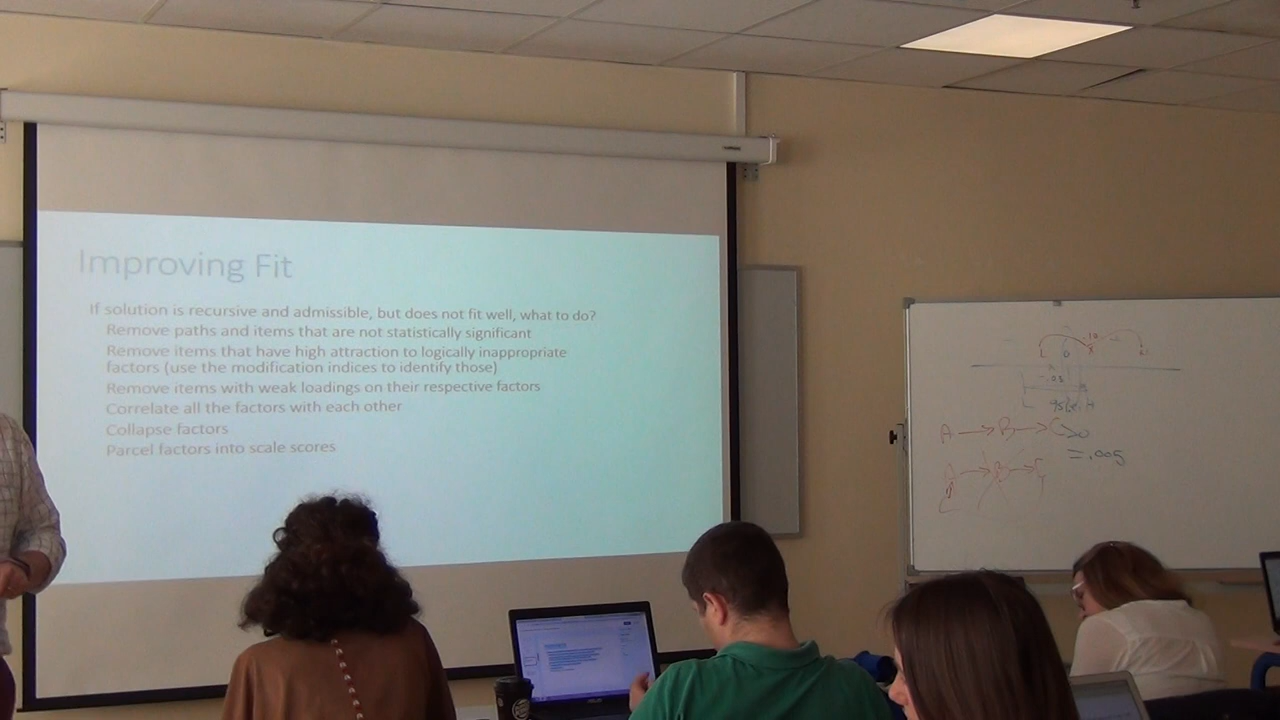 Improving Fit
If solution is recursive and admissible, but does not fit well, what to do?
Remove paths and items that are not statistically significant
Remove items that have high attraction to logically inappropriate
factors (use the modification indices to identify those)
Remove items with weak loadings on their respective factors
Correlate all the factors with each other
Collapse factors
Parcel factors into scale scores
A → B → C >0
= .005
A → B → C